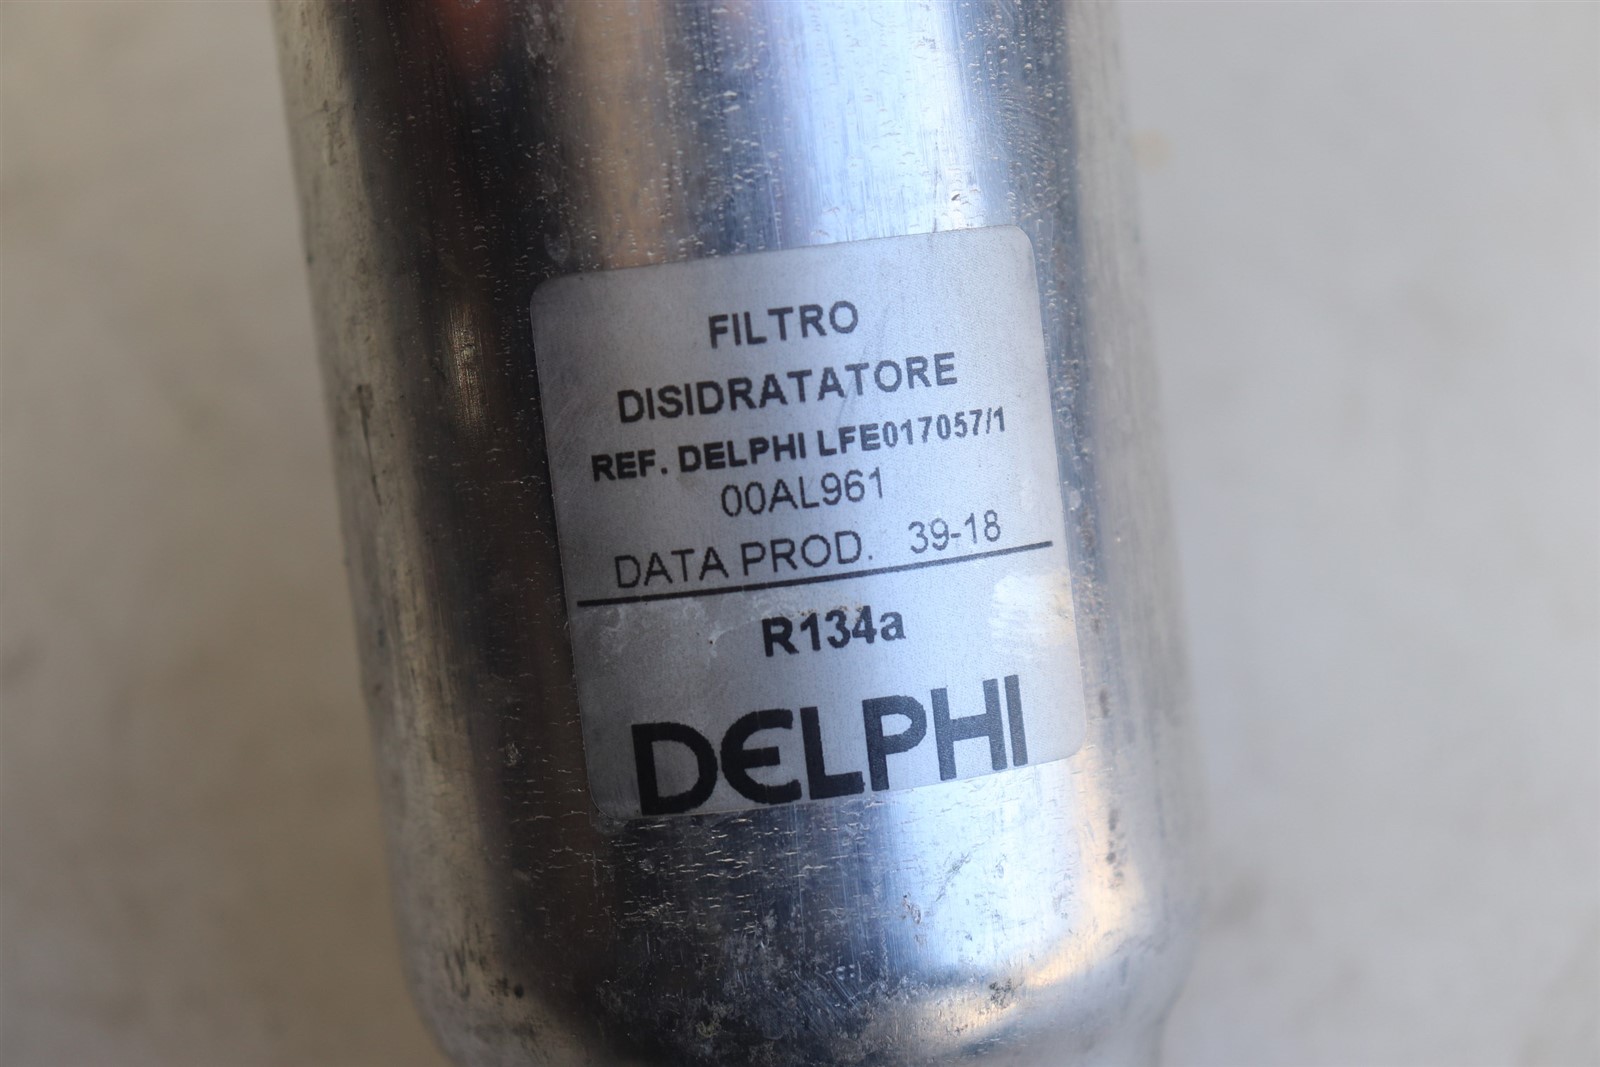 FILTRO
DISIDRATATORE
REF. DELPHI LFE017057/1
00AL961
DATA PROD. 39-18
R134a
DELPHI